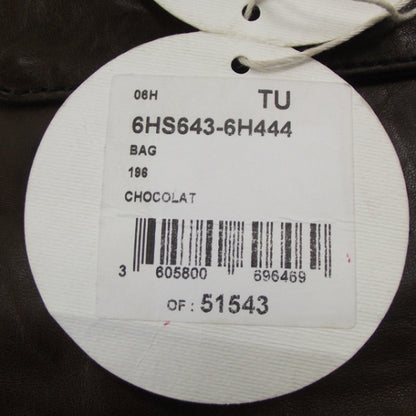 06H TU
6HS643-6H444
BAG
196
CHOCOLAT
3 605800 696469
OF : 51543